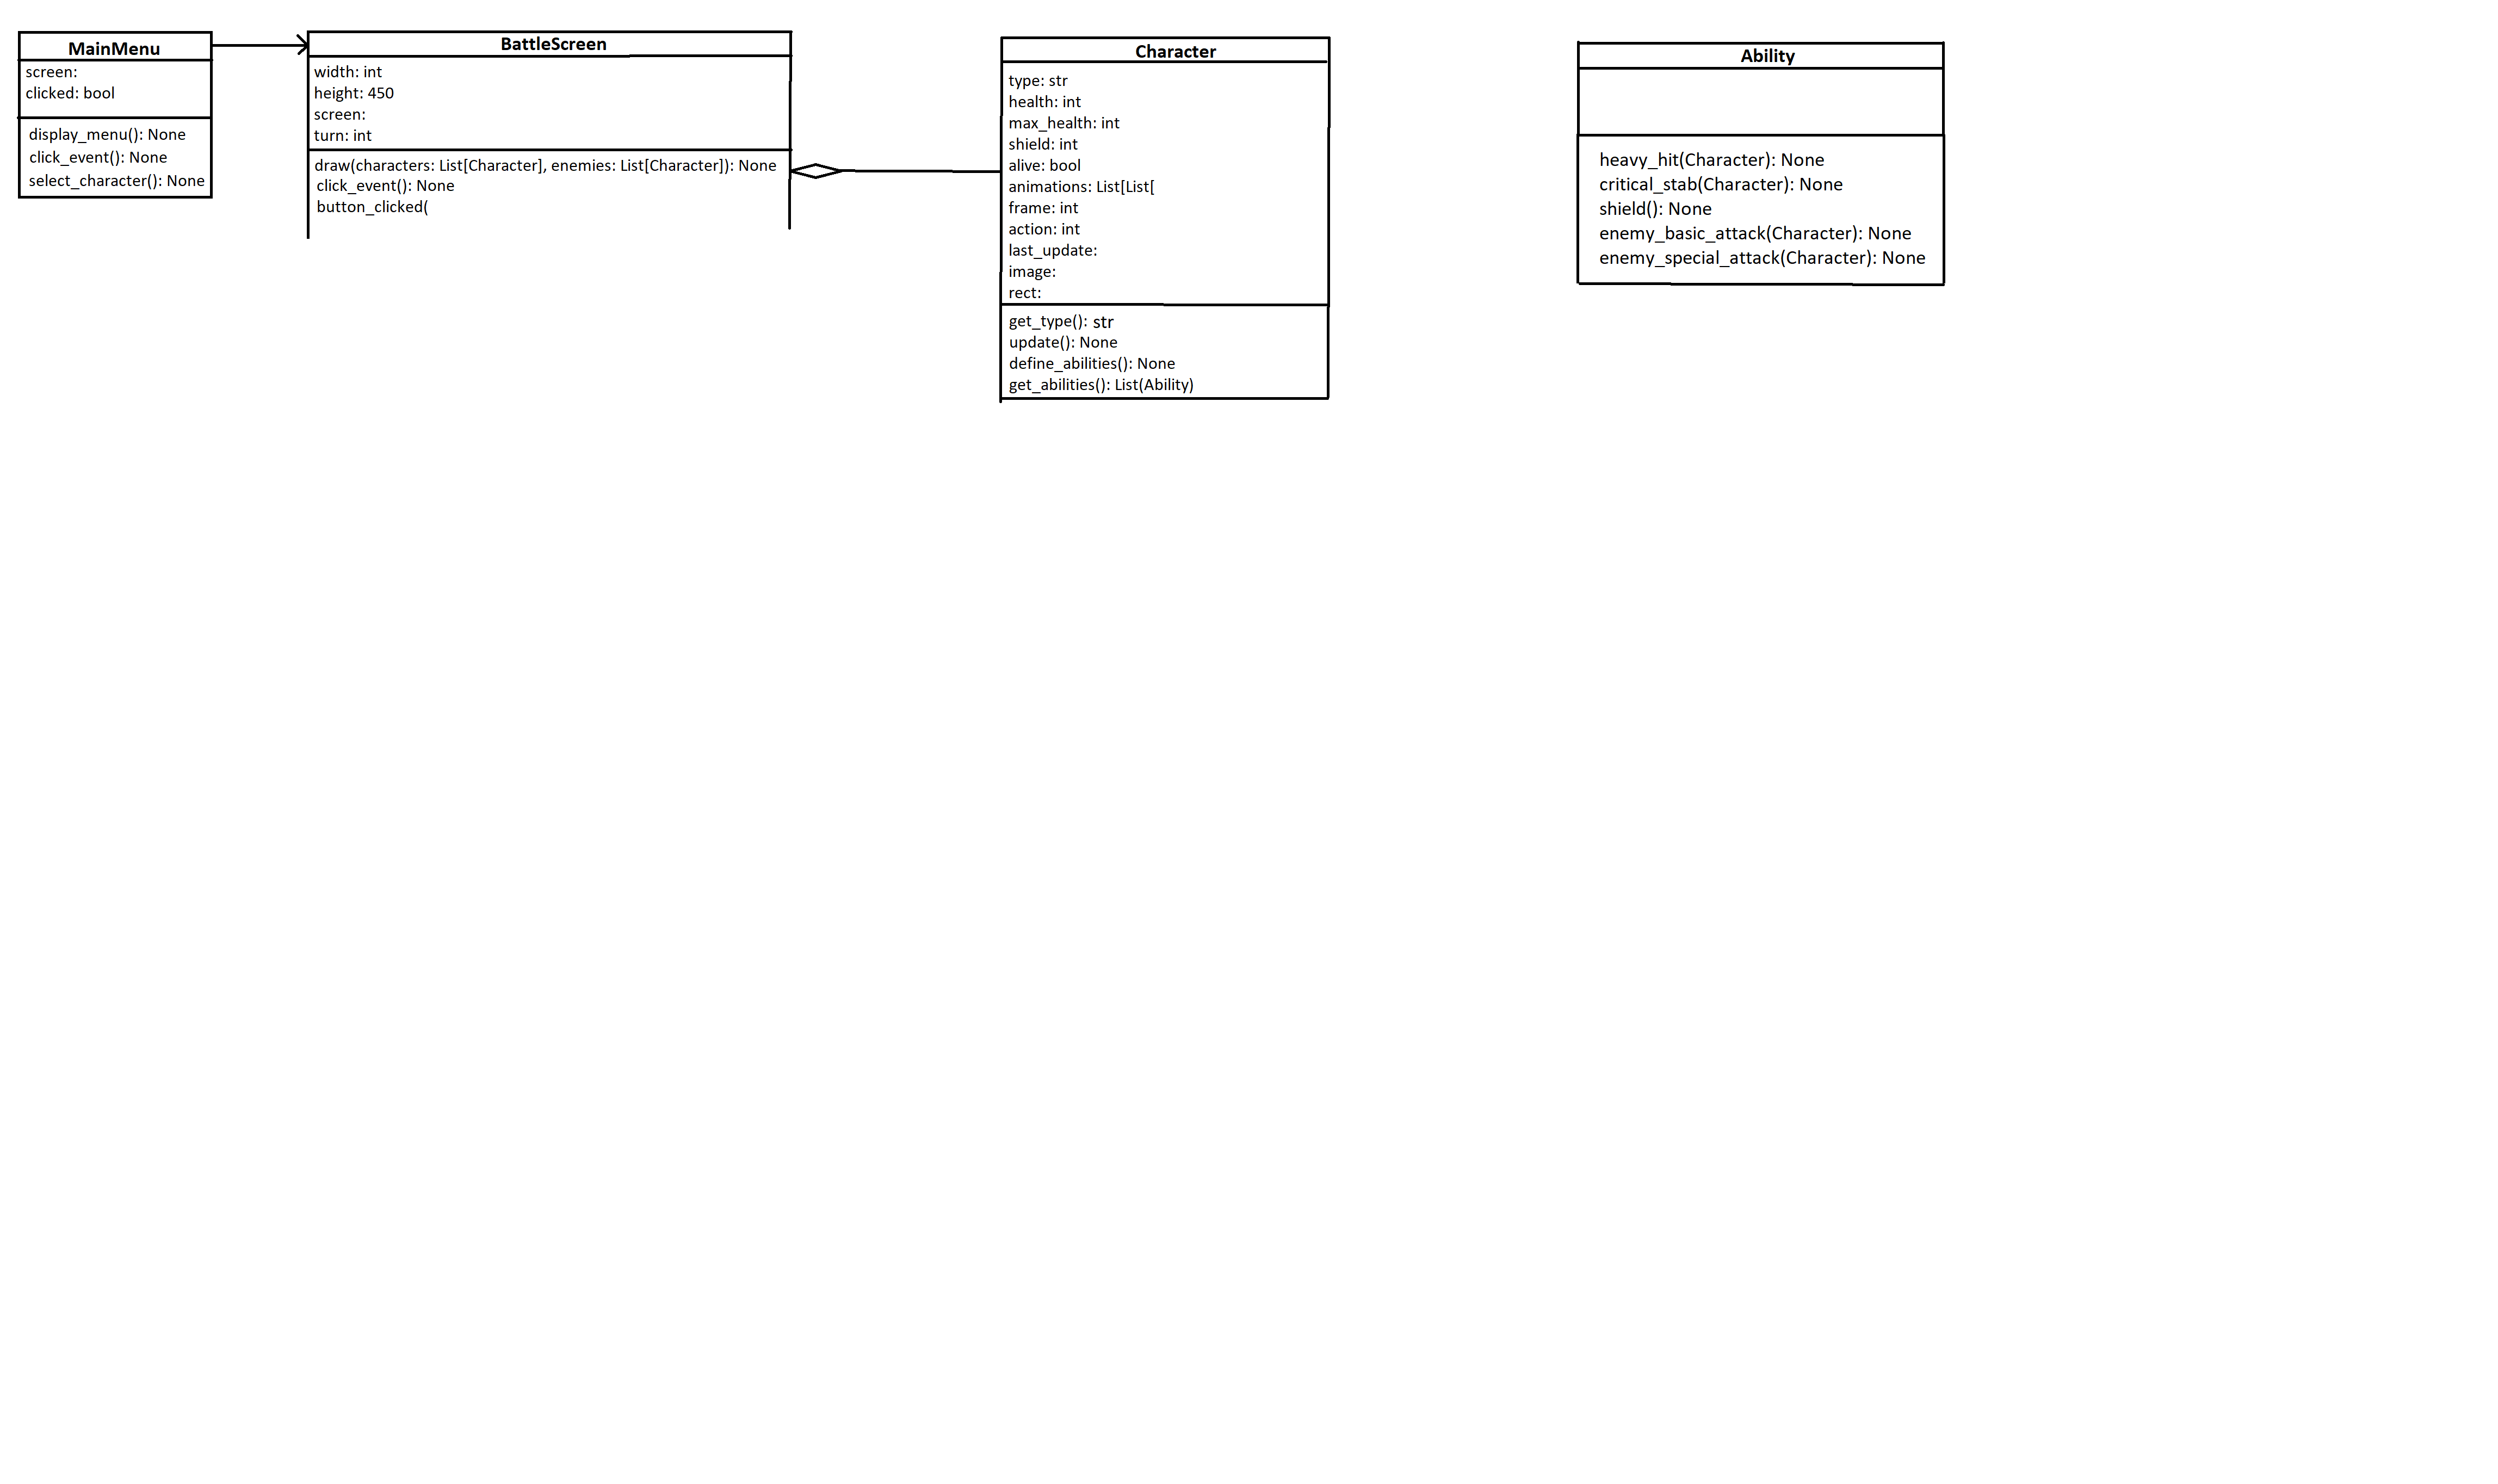 MainMenu
screen:
clicked: bool
display_menu(): None
click_event(): None
select_character(): None
BattleScreen
width: int
height: 450
screen:
turn: int
draw(characters: List[Character], enemies: List[Character]): None
click_event(): None
button_clicked(
Character
type: str
health: int
max_health: int
shield: int
alive: bool
animations: List[List[
frame: int
action: int
last_update:
image:
rect:
get_type(): str
update(): None
define_abilities(): None
get_abilities(): List(Ability)
Ability
heavy_hit(Character): None
critical_stab(Character): None
shield(): None
enemy_basic_attack(Character): None
enemy_special_attack(Character): None